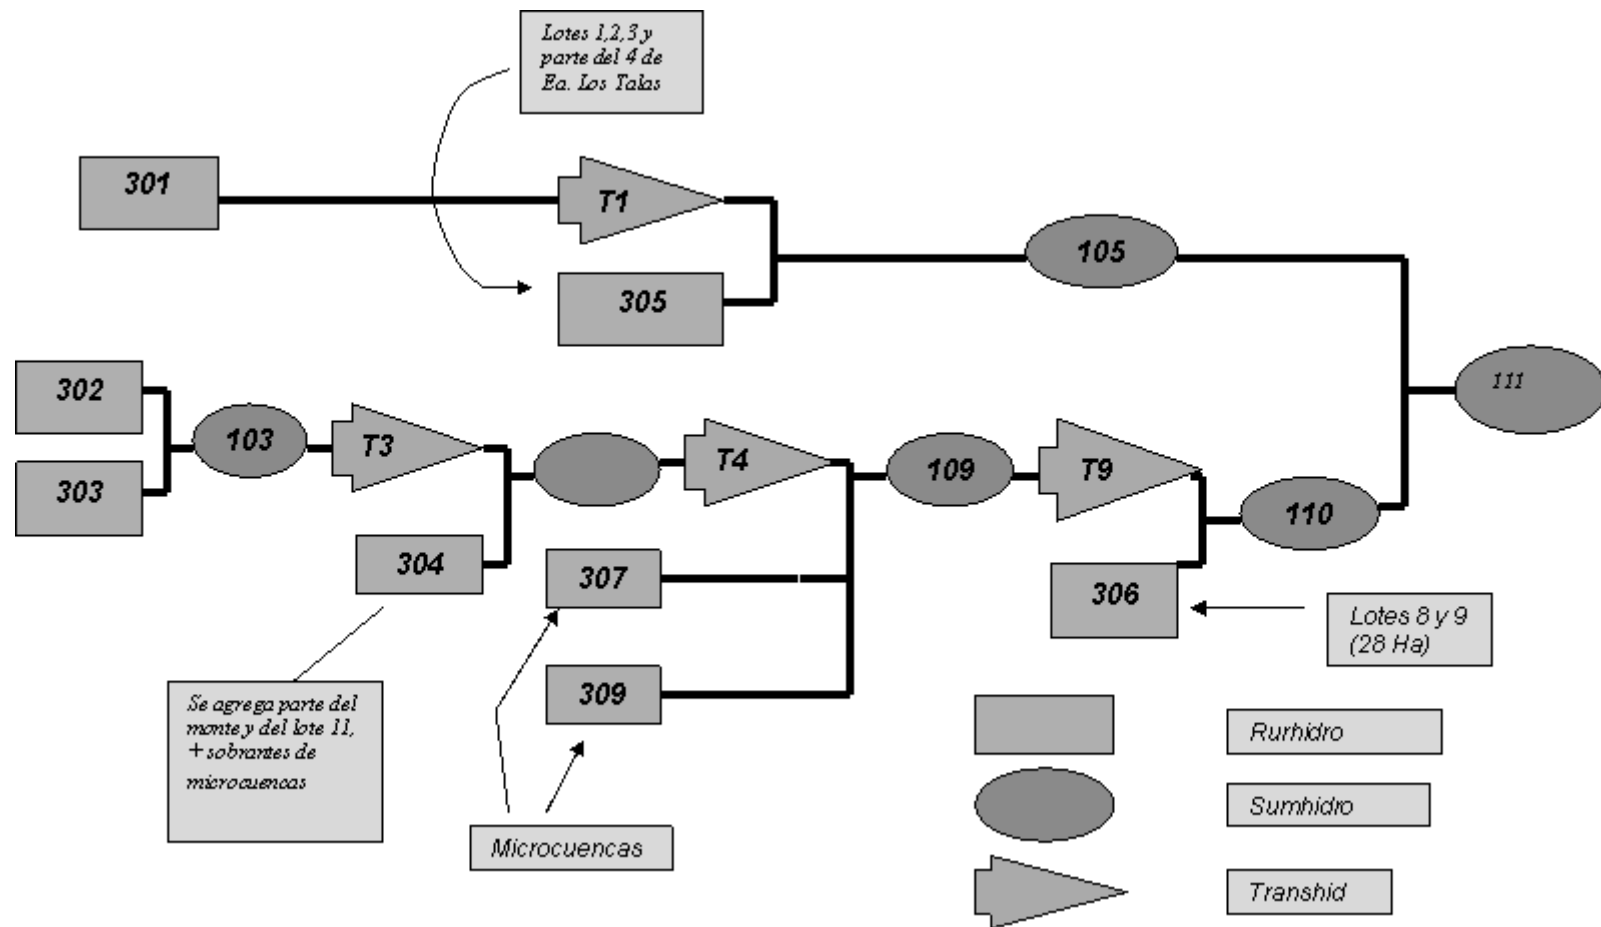 Lotes 1,2,3 y
parte del 4 de
Ea. Los Talas
301
T1
305
105
302
303
103
T3
304
T4
307
309
109
T9
306
110
111
Lotes 8 y 9
(28 Ha)
Se agrega parte del
monte y del lote 11,
+ sobrantes de
microcuencas
Microcuencas
Rurhidro
Sumhidro
Transhid